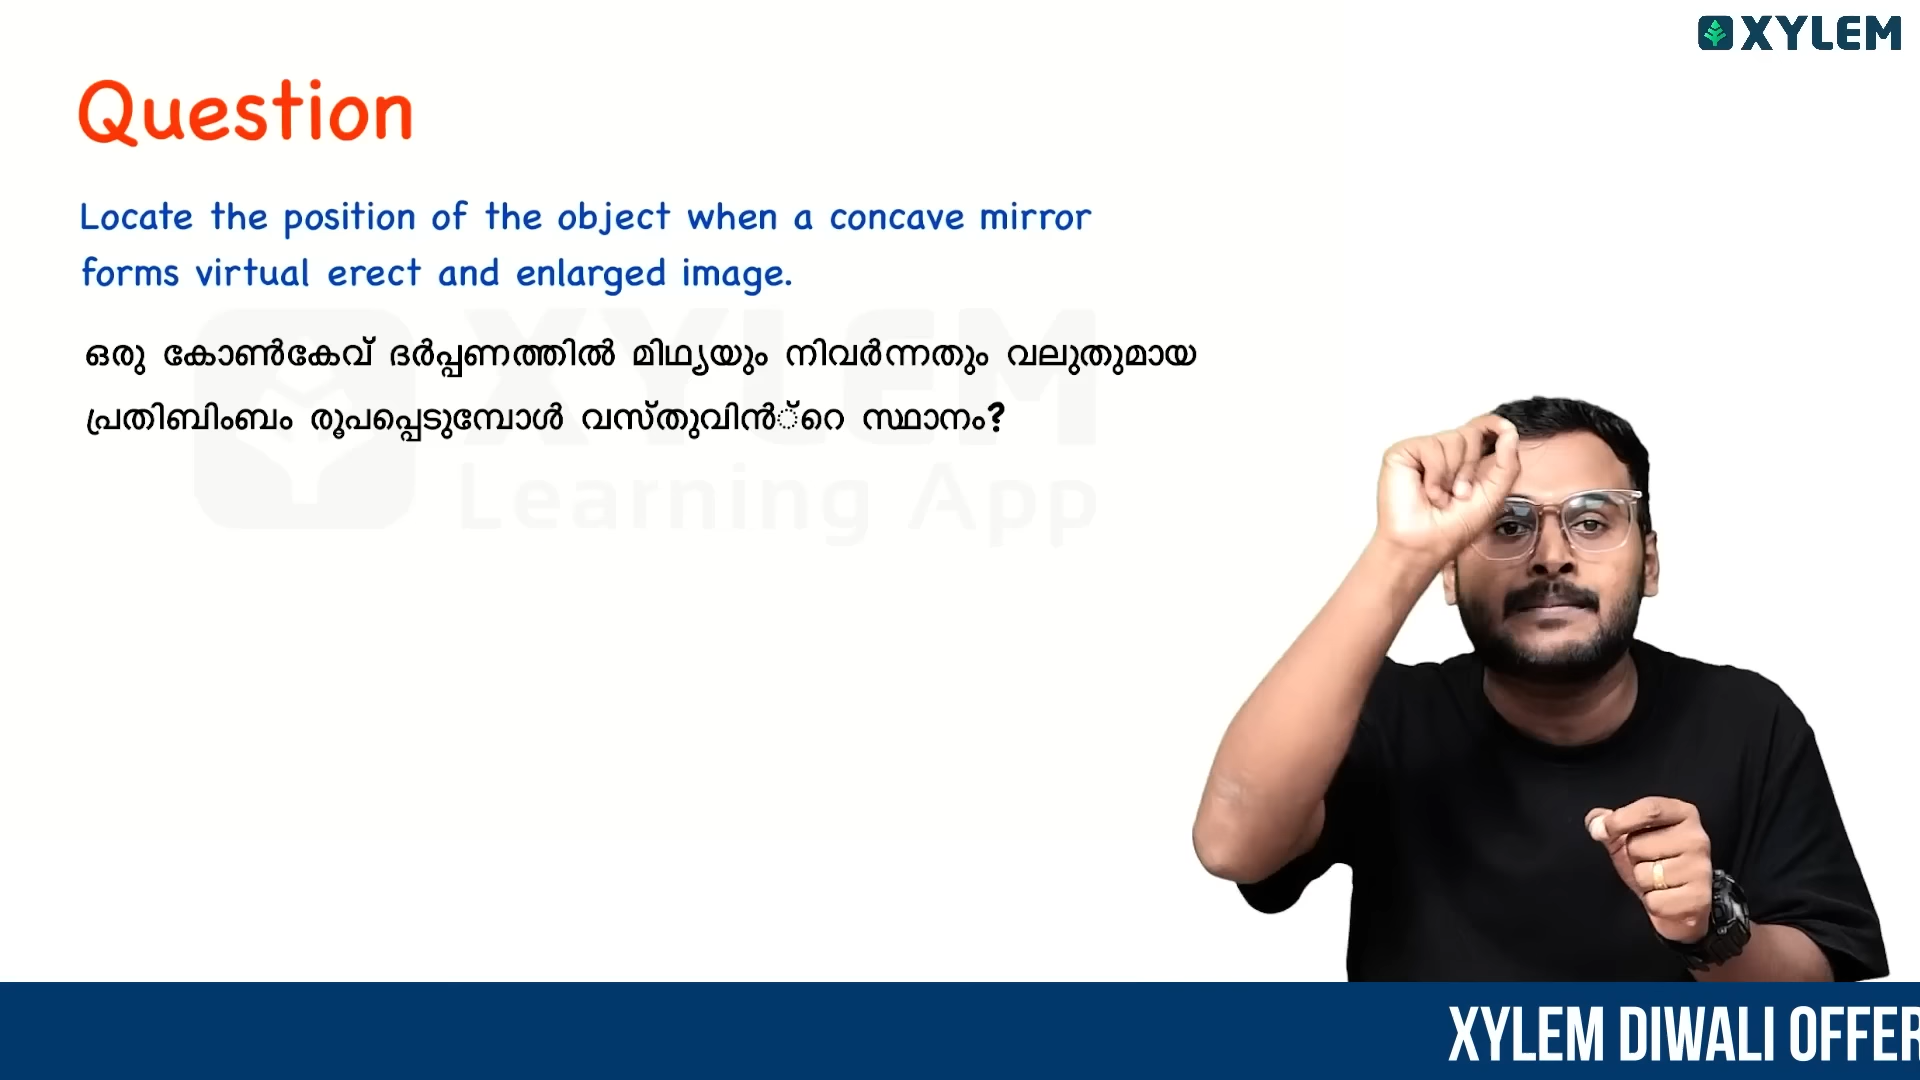 XYLEM
Question
Locate the position of the object when a concave mirror
forms virtual erect and enlarged image.
ഒരു കോൺകേവ് ദർപ്പണത്തിൽ മിഥ്യയും നിവർന്നതും വലുതുമായ
പ്രതിബിംബം രൂപപ്പെടുമ്പോൾ വസ്തുവിൻ്റെ സ്ഥാനം?
XYLEM
Learning App
XYLEM DIWALI OFFER